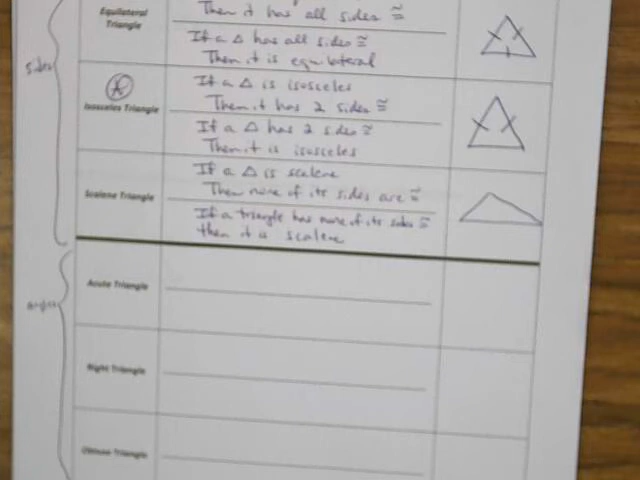 Equilateral
Triangle
Then it has all sides ≅
If a △ has all sides ≅
Then it is equilateral
Sides
Isosceles Triangle
If a △ is isosceles
Then it has 2 sides ≅
If a △ has 2 sides ≅
Then it is isosceles
Scalene Triangle
If a △ is scalene
Then none of its sides are ≅
If a triangle has none of its sides ≅
then it is scalene
Acute Triangle
Right Triangle
Obtuse Triangle